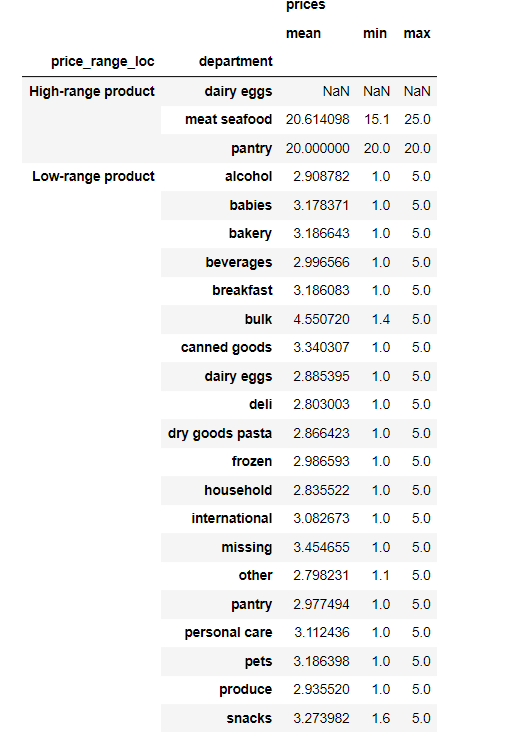 prices
mean min max
price_range_loc department
High-range product dairy eggs NaN NaN NaN
meat seafood 20.614098 15.1 25.0
pantry 20.000000 20.0 20.0
Low-range product alcohol 2.908782 1.0 5.0
babies 3.178371 1.0 5.0
bakery 3.186643 1.0 5.0
beverages 2.996566 1.0 5.0
breakfast 3.186083 1.0 5.0
bulk 4.550720 1.4 5.0
canned goods 3.340307 1.0 5.0
dairy eggs 2.885395 1.0 5.0
deli 2.803003 1.0 5.0
dry goods pasta 2.866423 1.0 5.0
frozen 2.986593 1.0 5.0
household 2.835522 1.0 5.0
international 3.082673 1.0 5.0
missing 3.454655 1.0 5.0
other 2.798231 1.1 5.0
pantry 2.977494 1.0 5.0
personal care 3.112436 1.0 5.0
pets 3.186398 1.0 5.0
produce 2.935520 1.0 5.0
snacks 3.273982 1.6 5.0